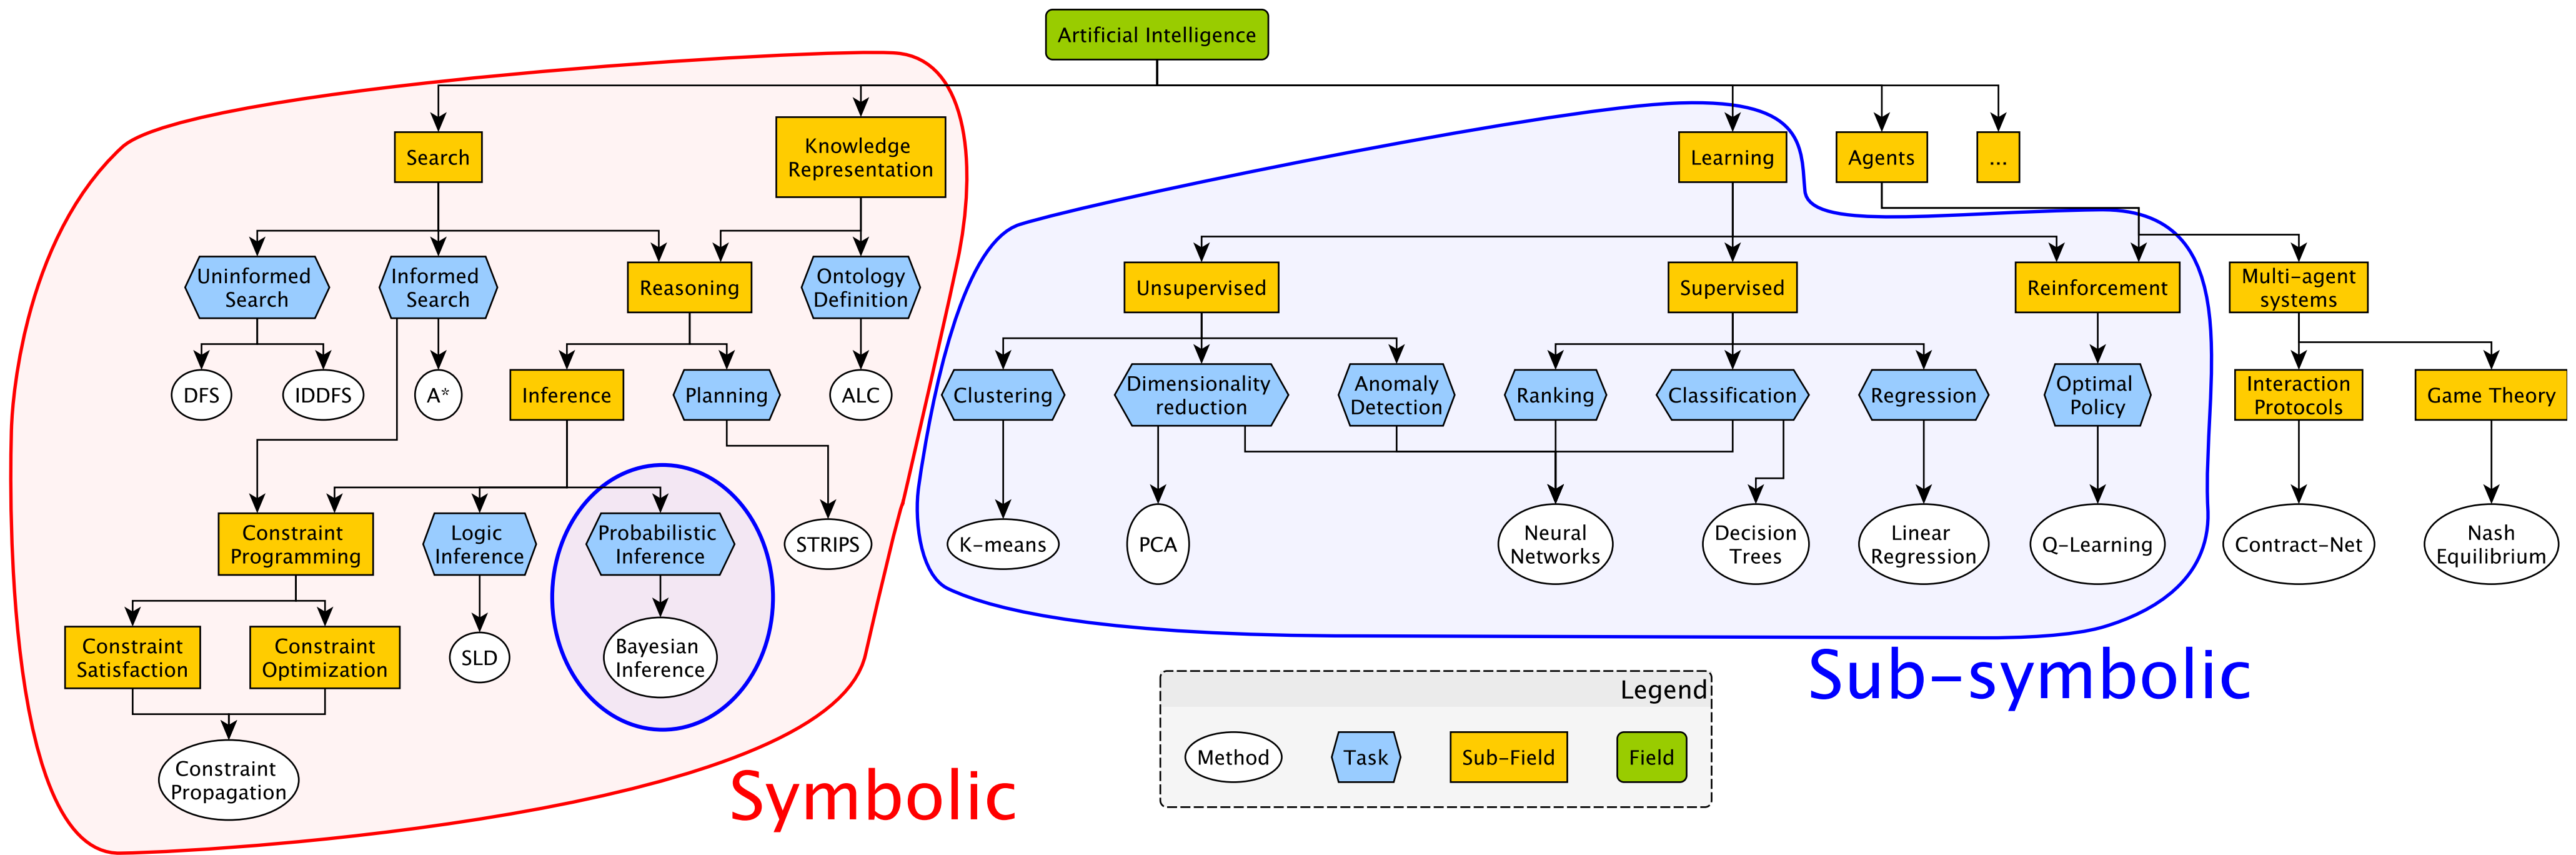 Artificial Intelligence
Search
Knowledge
Representation
Learning
Agents
...
Uninformed
Search
Informed
Search
Reasoning
Ontology
Definition
Unsupervised
Supervised
Reinforcement
Multi-agent
systems
DFS
IDDFS
A*
Inference
Planning
ALC
Clustering
Dimensionality
reduction
Anomaly
Detection
Ranking
Classification
Regression
Optimal
Policy
Interaction
Protocols
Game Theory
Constraint
Programming
Logic
Inference
Probabilistic
Inference
STRIPS
K-means
PCA
Neural
Networks
Decision
Trees
Linear
Regression
Q-Learning
Contract-Net
Nash
Equilibrium
Constraint
Satisfaction
Constraint
Optimization
SLD
Bayesian
Inference
Constraint
Propagation
Symbolic
Sub-symbolic
Legend
Method
Task
Sub-Field
Field